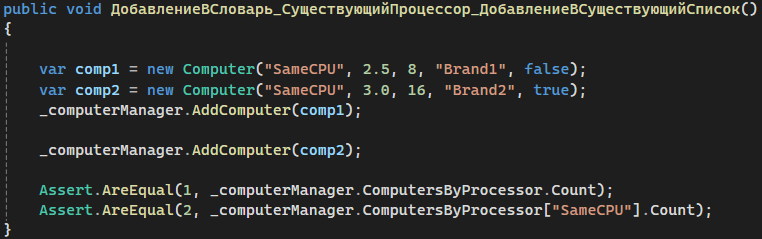 public void ДобавлениеВСловарь_СуществующийПроцессор_ДобавлениеВСуществующийСписок()
{
var comp1 = new Computer("SameCPU", 2.5, 8, "Brand1", false);
var comp2 = new Computer("SameCPU", 3.0, 16, "Brand2", true);
_computerManager.AddComputer(comp1);
_computerManager.AddComputer(comp2);
Assert.AreEqual(1, _computerManager.ComputersByProcessor.Count);
Assert.AreEqual(2, _computerManager.ComputersByProcessor["SameCPU"].Count);
}